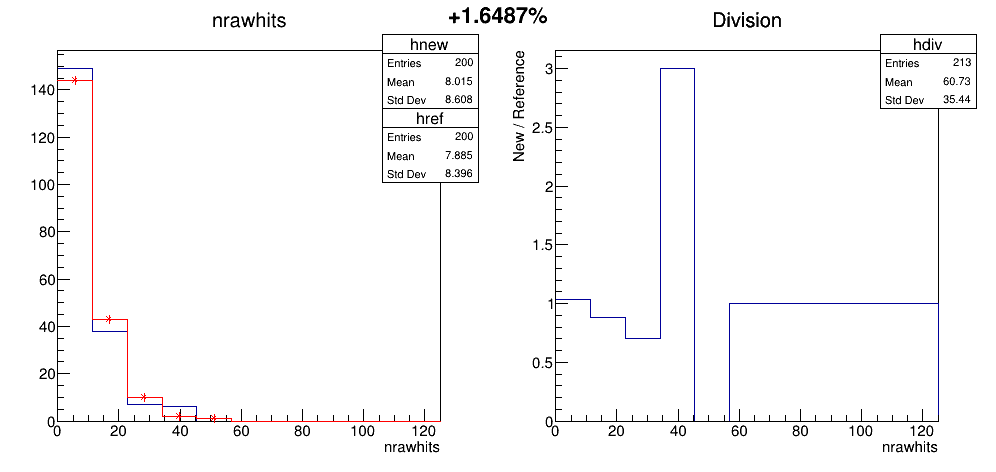 +1.6487%
nrawhits
hnew
Entries 200
Mean 8.015
Std Dev 8.608
href
Entries 200
Mean 7.885
Std Dev 8.396
140
120
100
80
60
40
20
0
0 20 40 60 80 100 120
nrawhits
Division
hdiv
Entries 213
Mean 60.73
Std Dev 35.44
New / Reference
3
2.5
2
1.5
1
0.5
0
0 20 40 60 80 100 120
nrawhits